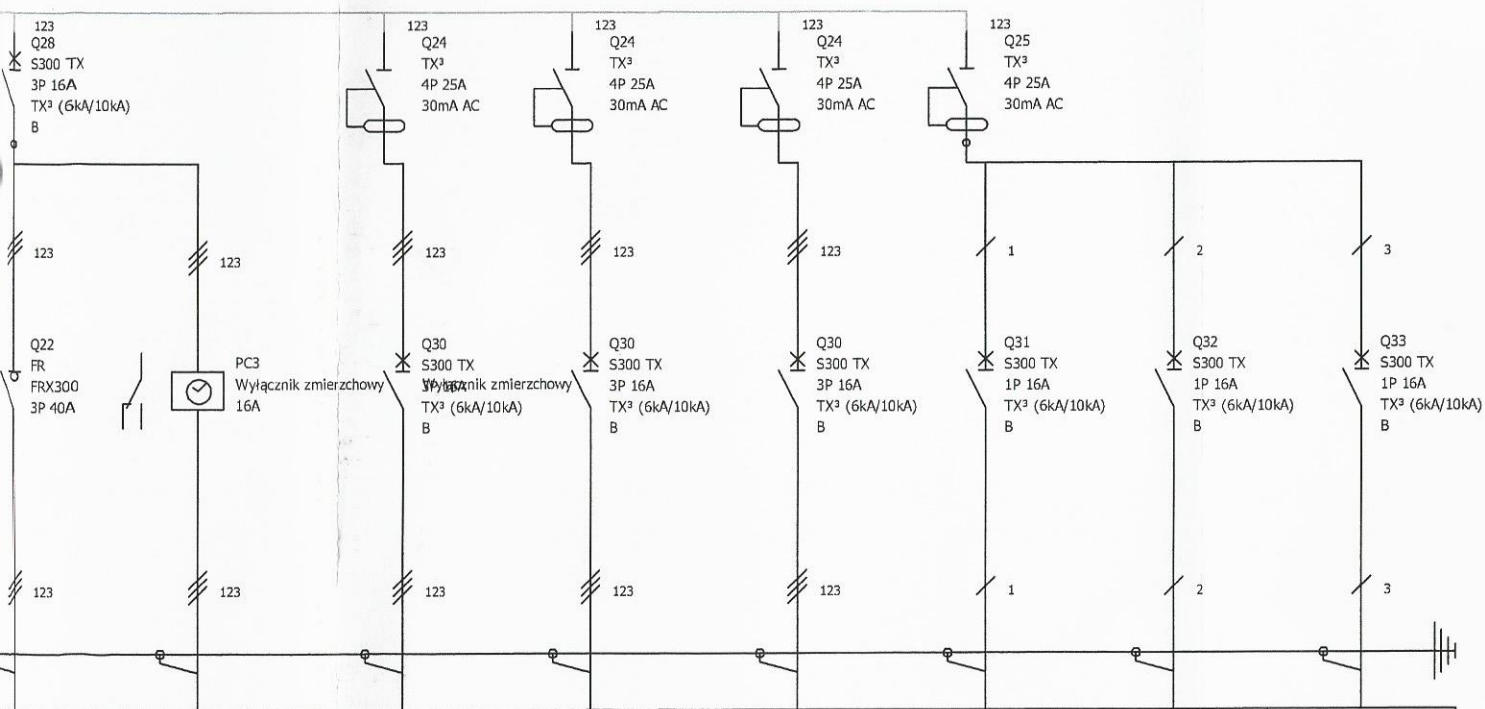 123
Q28
S300 TX
3P 16A
TX³ (6kA/10kA)
B
123
Q24
TX³
4P 25A
30mA AC
123
Q24
TX³
4P 25A
30mA AC
123
Q24
TX³
4P 25A
30mA AC
123
Q25
TX³
4P 25A
30mA AC
123
123
123
123
123
1
2
3
Q22
FR
FRX300
3P 40A
PC3
Wyłącznik zmierzchowy
16A
Q30
S300 TX
3P 16A
Wyłącznik zmierzchowy
TX³ (6kA/10kA)
B
Q30
S300 TX
3P 16A
TX³ (6kA/10kA)
B
Q30
S300 TX
3P 16A
TX³ (6kA/10kA)
B
Q31
S300 TX
1P 16A
TX³ (6kA/10kA)
B
Q32
S300 TX
1P 16A
TX³ (6kA/10kA)
B
Q33
S300 TX
1P 16A
TX³ (6kA/10kA)
B
123
123
123
123
123
1
2
3